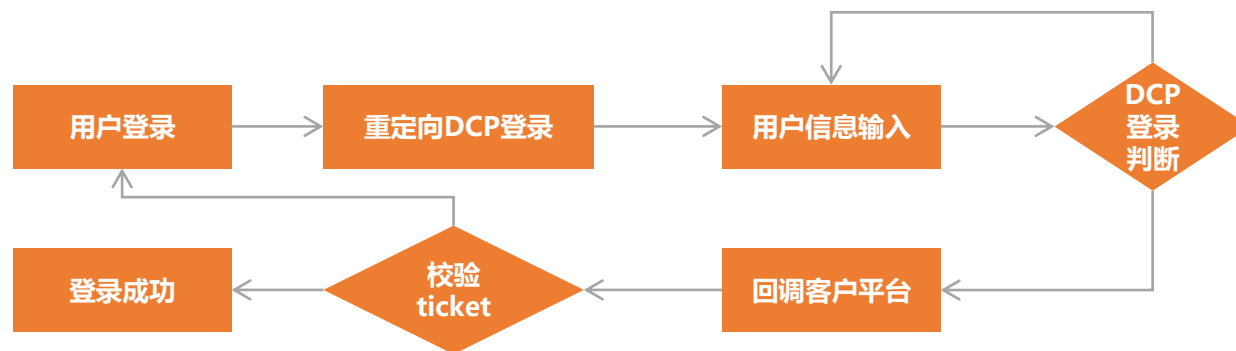 用户登录
重定向DCP登录
用户信息输入
DCP
登录
判断
登录成功
校验
ticket
回调客户平台